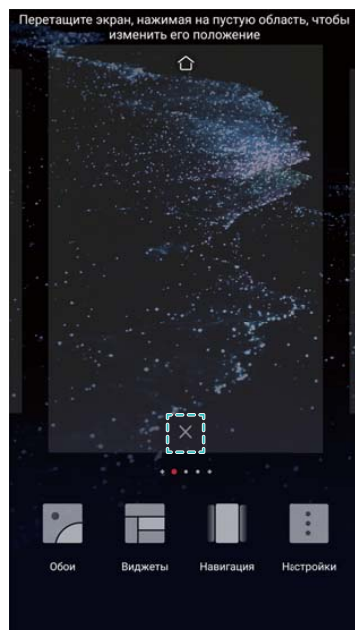 Перетащите экран, нажимая на пустую область, чтобы
изменить его положение
Обои
Виджеты
Навигация
Настройки